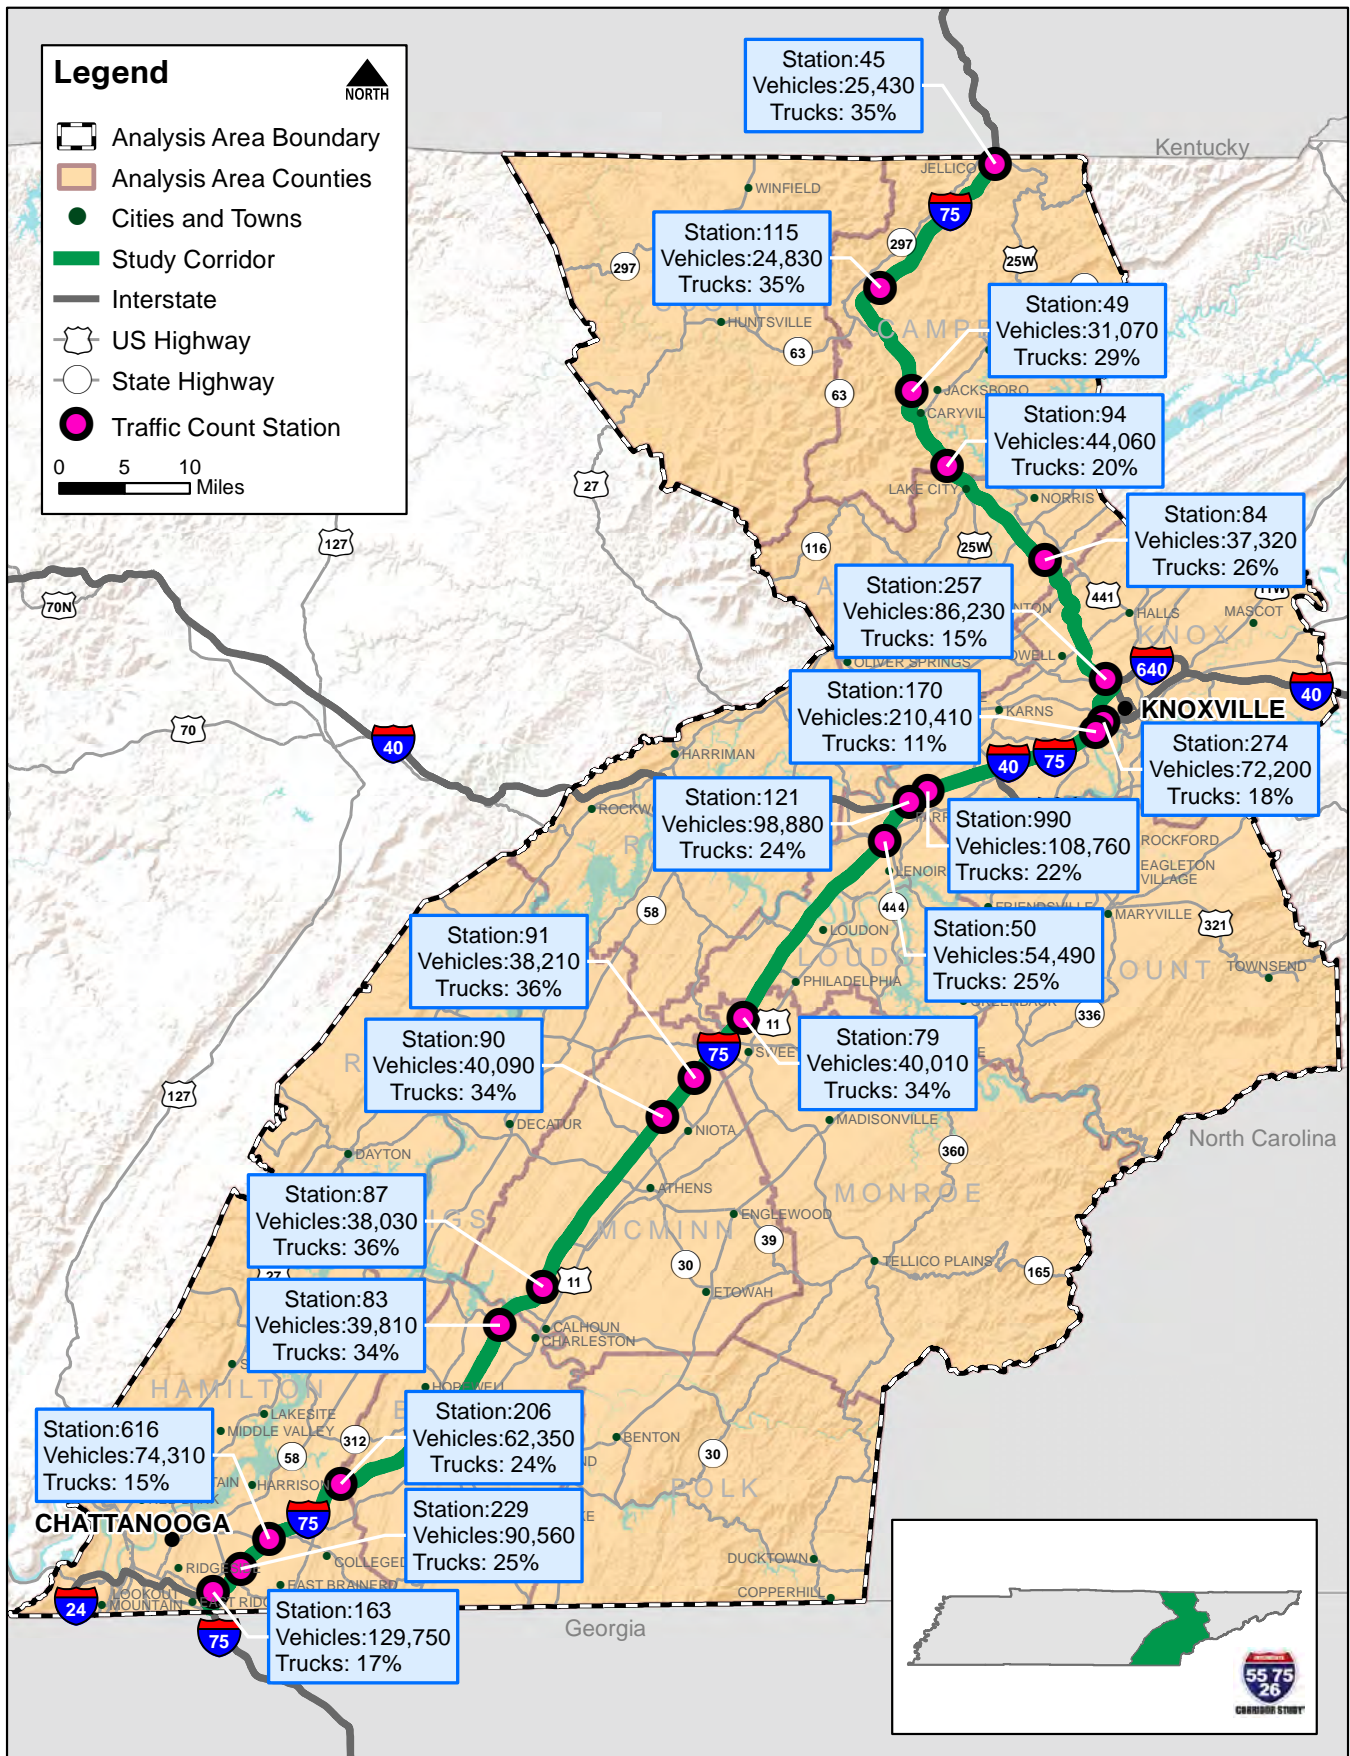 Legend
NORTH
Analysis Area Boundary
Analysis Area Counties
Cities and Towns
Study Corridor
Interstate
US Highway
State Highway
Traffic Count Station
0 5 10
Miles
Station:45
Vehicles:25,430
Trucks: 35%
Kentucky
JELLICO
WINFIELD
75
Station:115
Vehicles:24,830
Trucks: 35%
297
297
25W
Station:49
Vehicles:31,070
Trucks: 29%
HUNTSVILLE
63
63
JACKSBORO
Station:94
Vehicles:44,060
Trucks: 20%
LAKE CITY
NORRIS
27
127
116
25W
Station:84
Vehicles:37,320
Trucks: 26%
70N
Station:257
Vehicles:86,230
Trucks: 15%
441
HALLS
MASCOT
KNOX
OLIVER SPRINGS
640
40
Station:170
Vehicles:210,410
Trucks: 11%
KARNS
KNOXVILLE
70
40
HARRIMAN
40
75
Station:274
Vehicles:72,200
Trucks: 18%
Station:121
Vehicles:98,880
Trucks: 24%
Station:990
Vehicles:108,760
Trucks: 22%
ROCKFORD
EAGLETON
VILLAGE
58
444
FRIENDSVILLE
MARYVILLE
321
Station:91
Vehicles:38,210
Trucks: 36%
LOUDON
Station:50
Vehicles:54,490
Trucks: 25%
TOWNSEND
PHILADELPHIA
336
11
75
Station:79
Vehicles:40,010
Trucks: 34%
Station:90
Vehicles:40,090
Trucks: 34%
127
DECATUR
NIOTA
MADISONVILLE
North Carolina
DAYTON
360
Station:87
Vehicles:38,030
Trucks: 36%
ATHENS
MONROE
ENGLEWOOD
MCMINN
39
30
TELLICO PLAINS
165
27
11
ETOWAH
Station:83
Vehicles:39,810
Trucks: 34%
CALHOUN
CHARLESTON
HAMILTON
Station:616
Vehicles:74,310
Trucks: 15%
LAKESITE
MIDDLE VALLEY
58
312
Station:206
Vehicles:62,350
Trucks: 24%
BENTON
30
HARRISON
POLK
CHATTANOOGA
75
Station:229
Vehicles:90,560
Trucks: 25%
DUCKTOWN
EAST BRAINERD
COPPERHILL
LOOKOUT
MOUNTAIN
24
75
Station:163
Vehicles:129,750
Trucks: 17%
Georgia
INTERSTATE
55 75
26
CORRIDOR STUDY